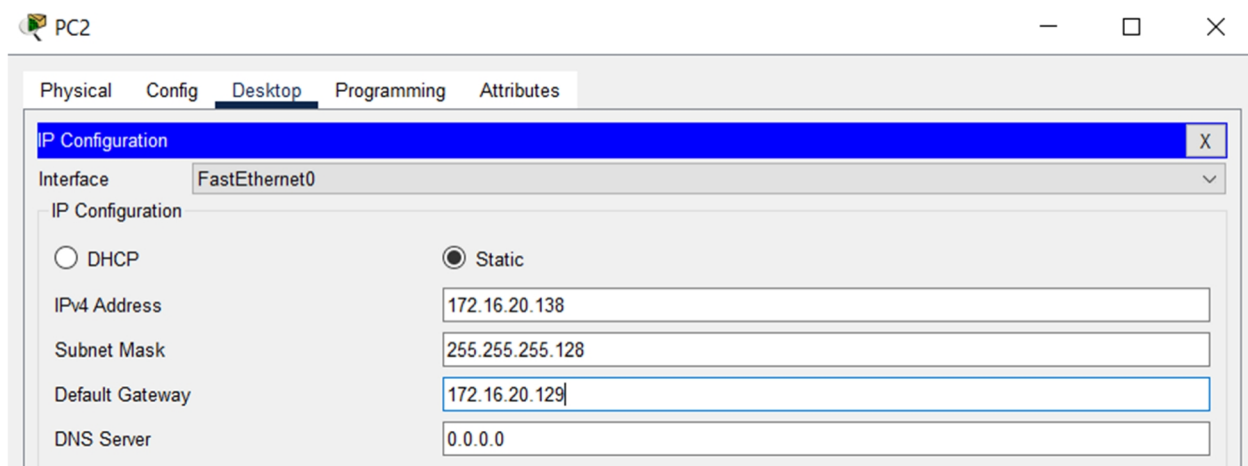 PC2
Physical Config Desktop Programming Attributes
IP Configuration X
Interface FastEthernet0
IP Configuration
DHCP Static
IPv4 Address 172.16.20.138
Subnet Mask 255.255.255.128
Default Gateway 172.16.20.129
DNS Server 0.0.0.0